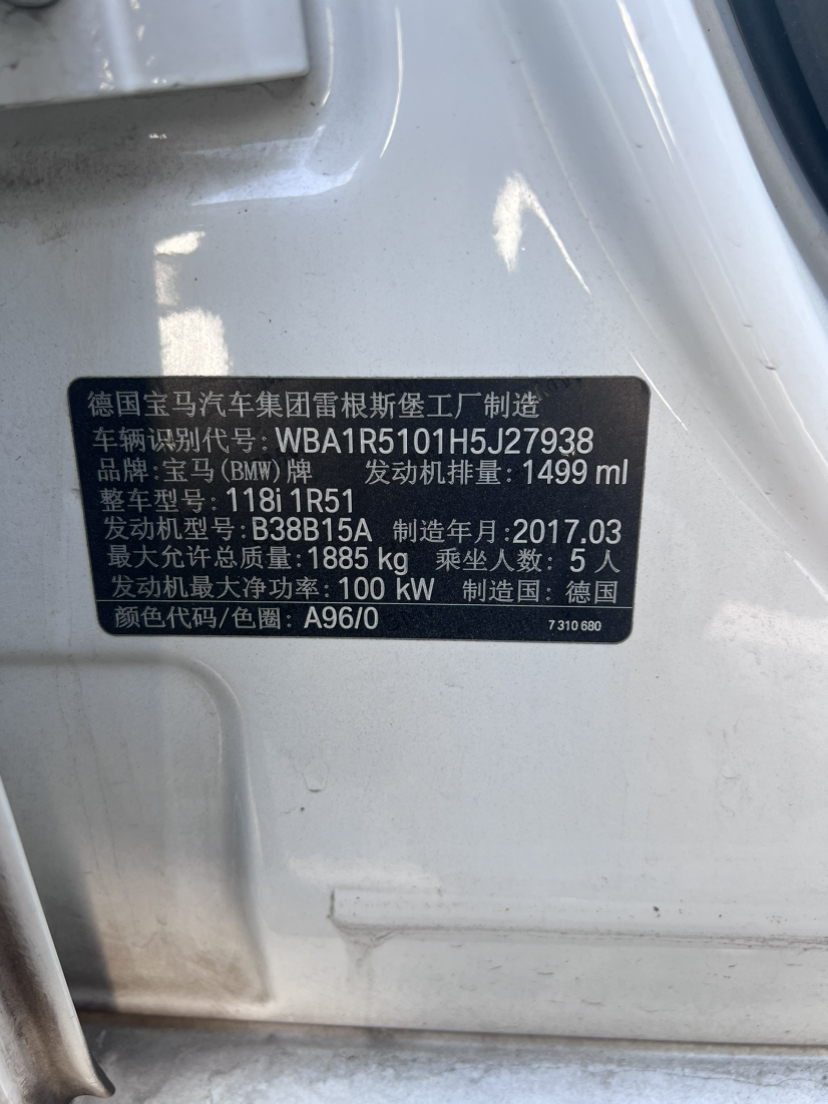 德国宝马汽车集团雷根斯堡工厂制造
车辆识别代号: WBA1R5101H5J27938
品牌:宝马(BMW)牌 发动机排量: 1499 ml
整车型号: 118i 1R51
发动机型号: B38B15A 制造年月: 2017.03
最大允许总质量: 1885 kg 乘坐人数: 5 人
发动机最大净功率: 100 kW 制造国: 德国
颜色代码/色圈: A96/0 7 310 680